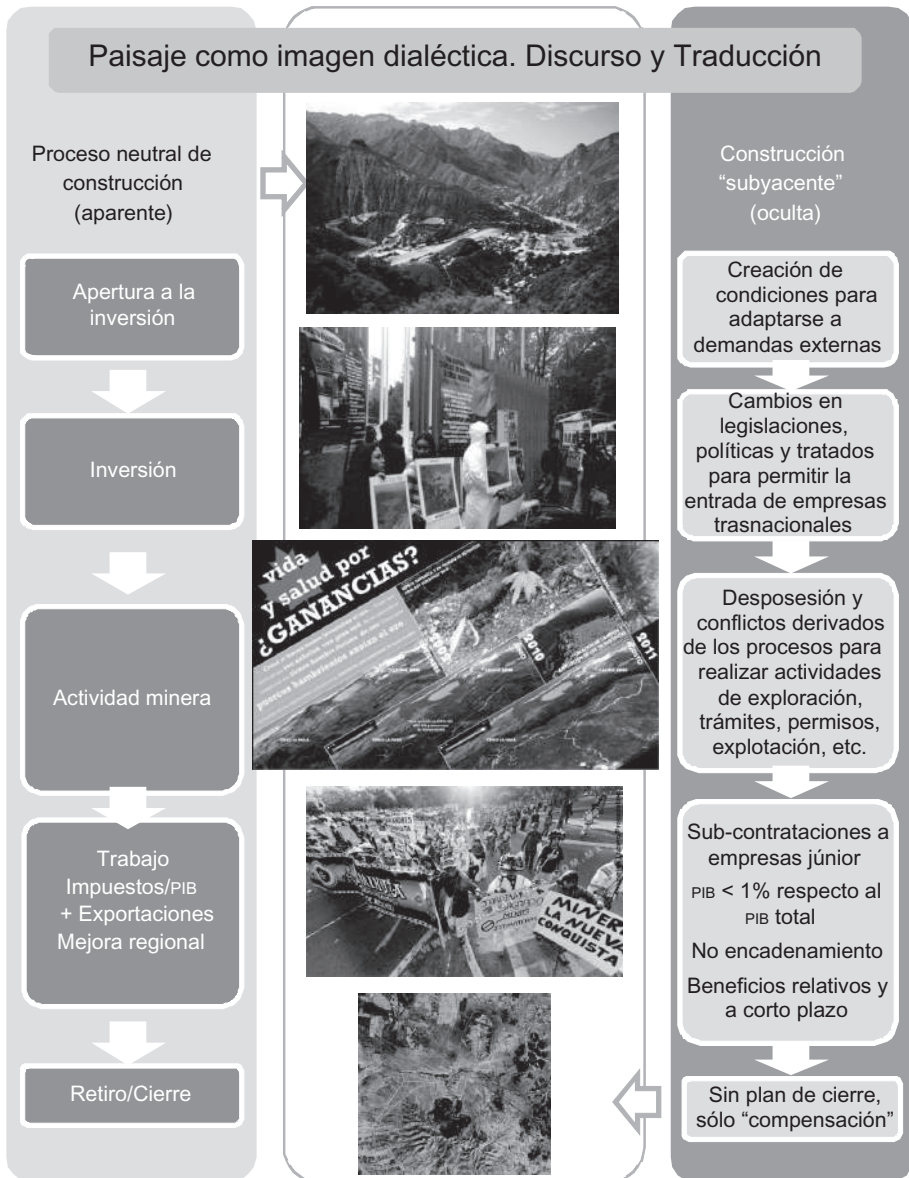 Paisaje como imagen dialéctica. Discurso y Traducción
Proceso neutral de
construcción
(aparente)
Apertura a la
inversión
Inversión
Actividad minera
Trabajo
Impuestos/PIB
+ Exportaciones
Mejora regional
Retiro/Cierre
vida
y salud por
¿GANANCIAS?
2010
2011
MINERÍA
LA NUEVA
CONQUISTA
Construcción
“subyacente”
(oculta)
Creación de
condiciones para
adaptarse a
demandas externas
Cambios en
legislaciones,
políticas y tratados
para permitir la
entrada de empresas
trasnacionales
Desposesión y
conflictos derivados
de los procesos para
realizar actividades
de exploración,
trámites, permisos,
explotación, etc.
Sub-contrataciones a
empresas júnior
PIB < 1% respecto al
PIB total
No encadenamiento
Beneficios relativos y
a corto plazo
Sin plan de cierre,
sólo “compensación”